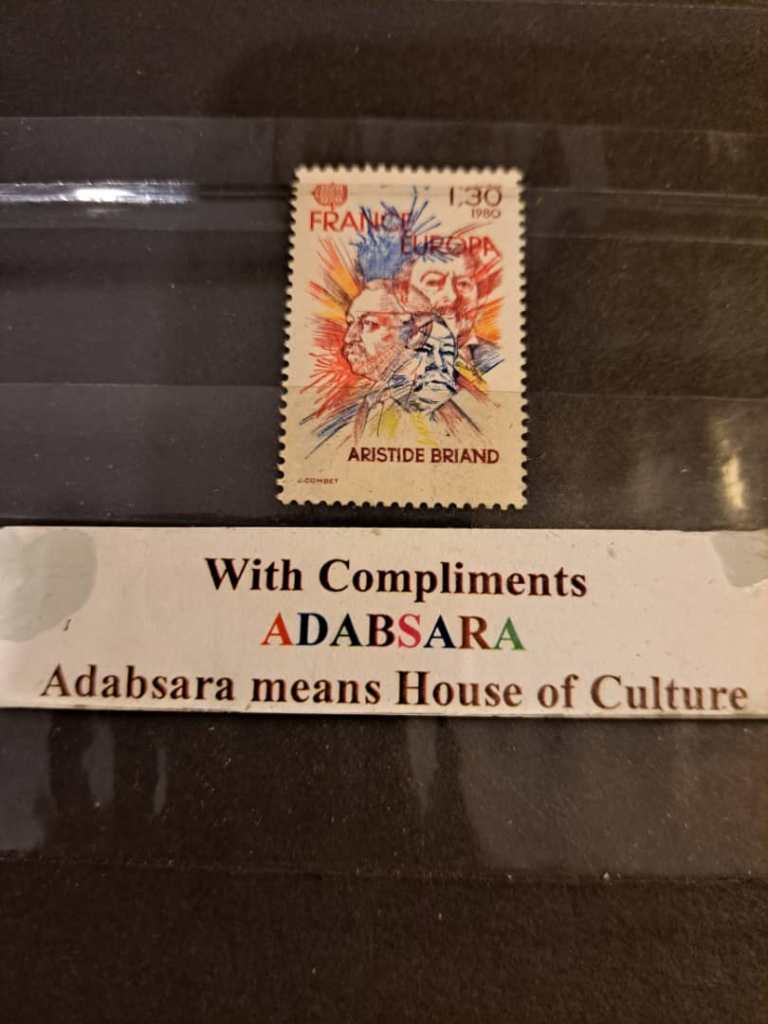 1,30
1980
FRANCE
EUROPA
ARISTIDE BRIAND
J.COMBET
With Compliments
ADABSARA
Adabsara means House of Culture